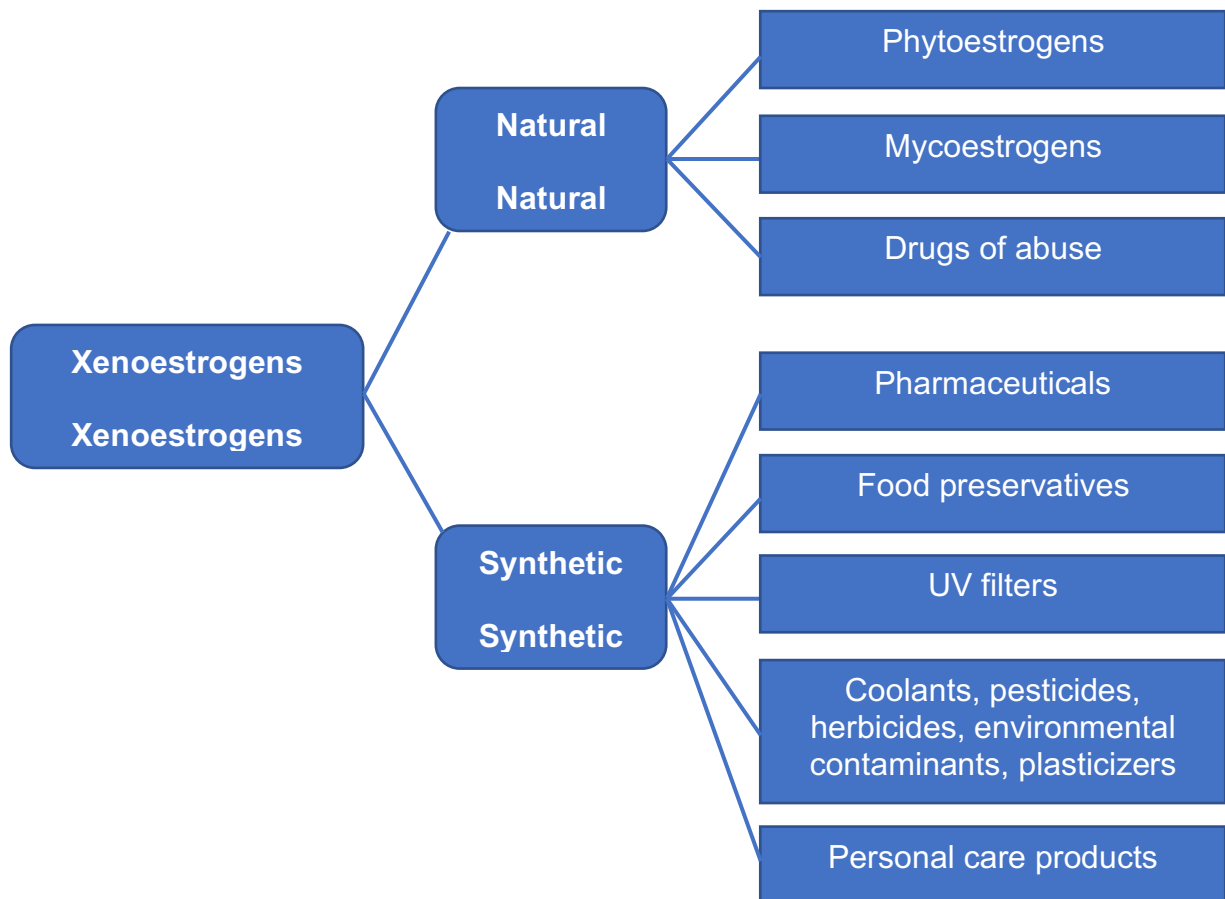 Phytoestrogens
Natural
Natural
Mycoestrogens
Drugs of abuse
Xenoestrogens
Xenoestrogens
Pharmaceuticals
Food preservatives
Synthetic
Synthetic
UV filters
Coolants, pesticides,
herbicides, environmental
contaminants, plasticizers
Personal care products